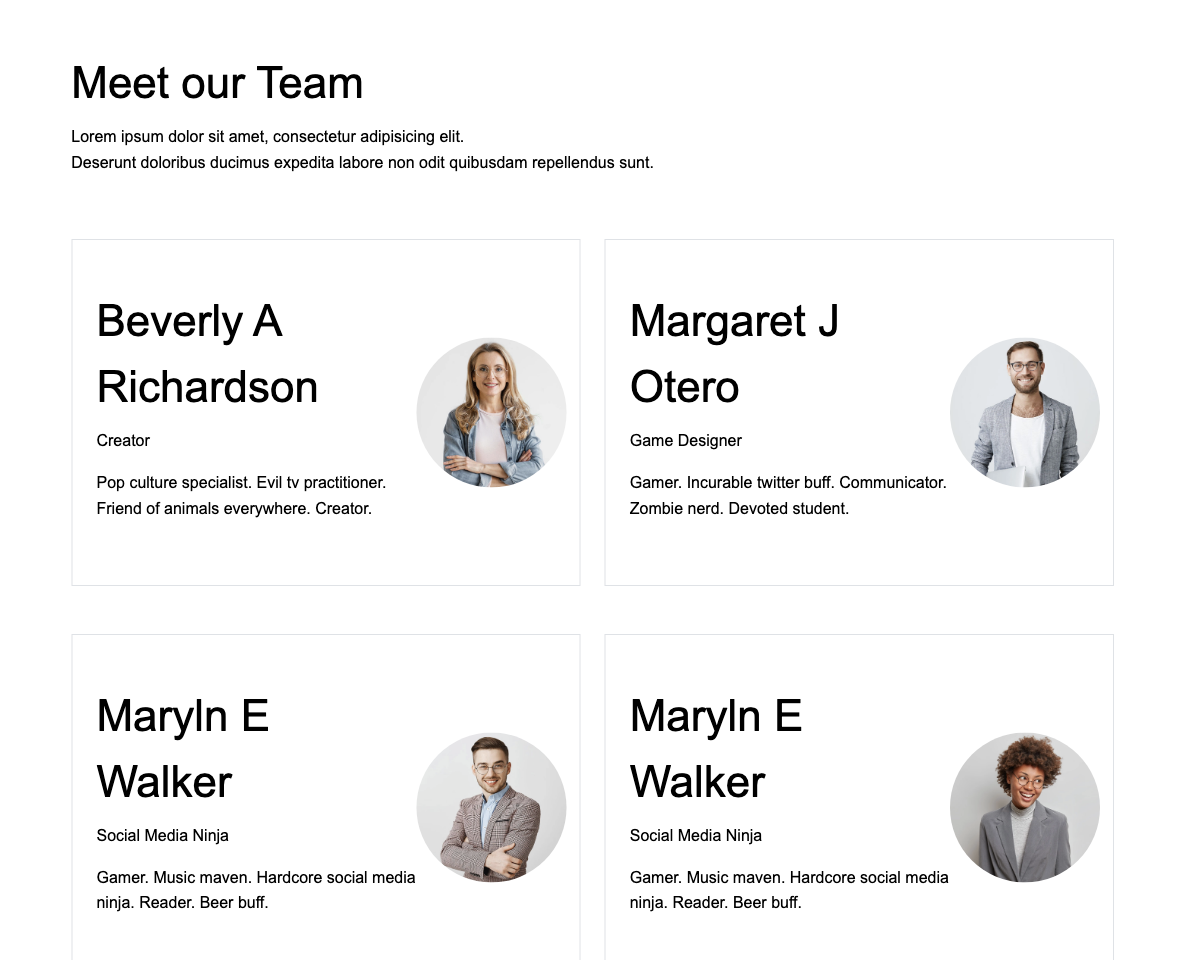 Meet our Team
Lorem ipsum dolor sit amet, consectetur adipisicing elit.
Deserunt doloribus ducimus expedita labore non odit quibusdam repellendus sunt.
Beverly A
Richardson
Creator
Pop culture specialist. Evil tv practitioner.
Friend of animals everywhere. Creator.
Margaret J
Otero
Game Designer
Gamer. Incurable twitter buff. Communicator.
Zombie nerd. Devoted student.
Maryln E
Walker
Social Media Ninja
Gamer. Music maven. Hardcore social media
ninja. Reader. Beer buff.
Maryln E
Walker
Social Media Ninja
Gamer. Music maven. Hardcore social media
ninja. Reader. Beer buff.